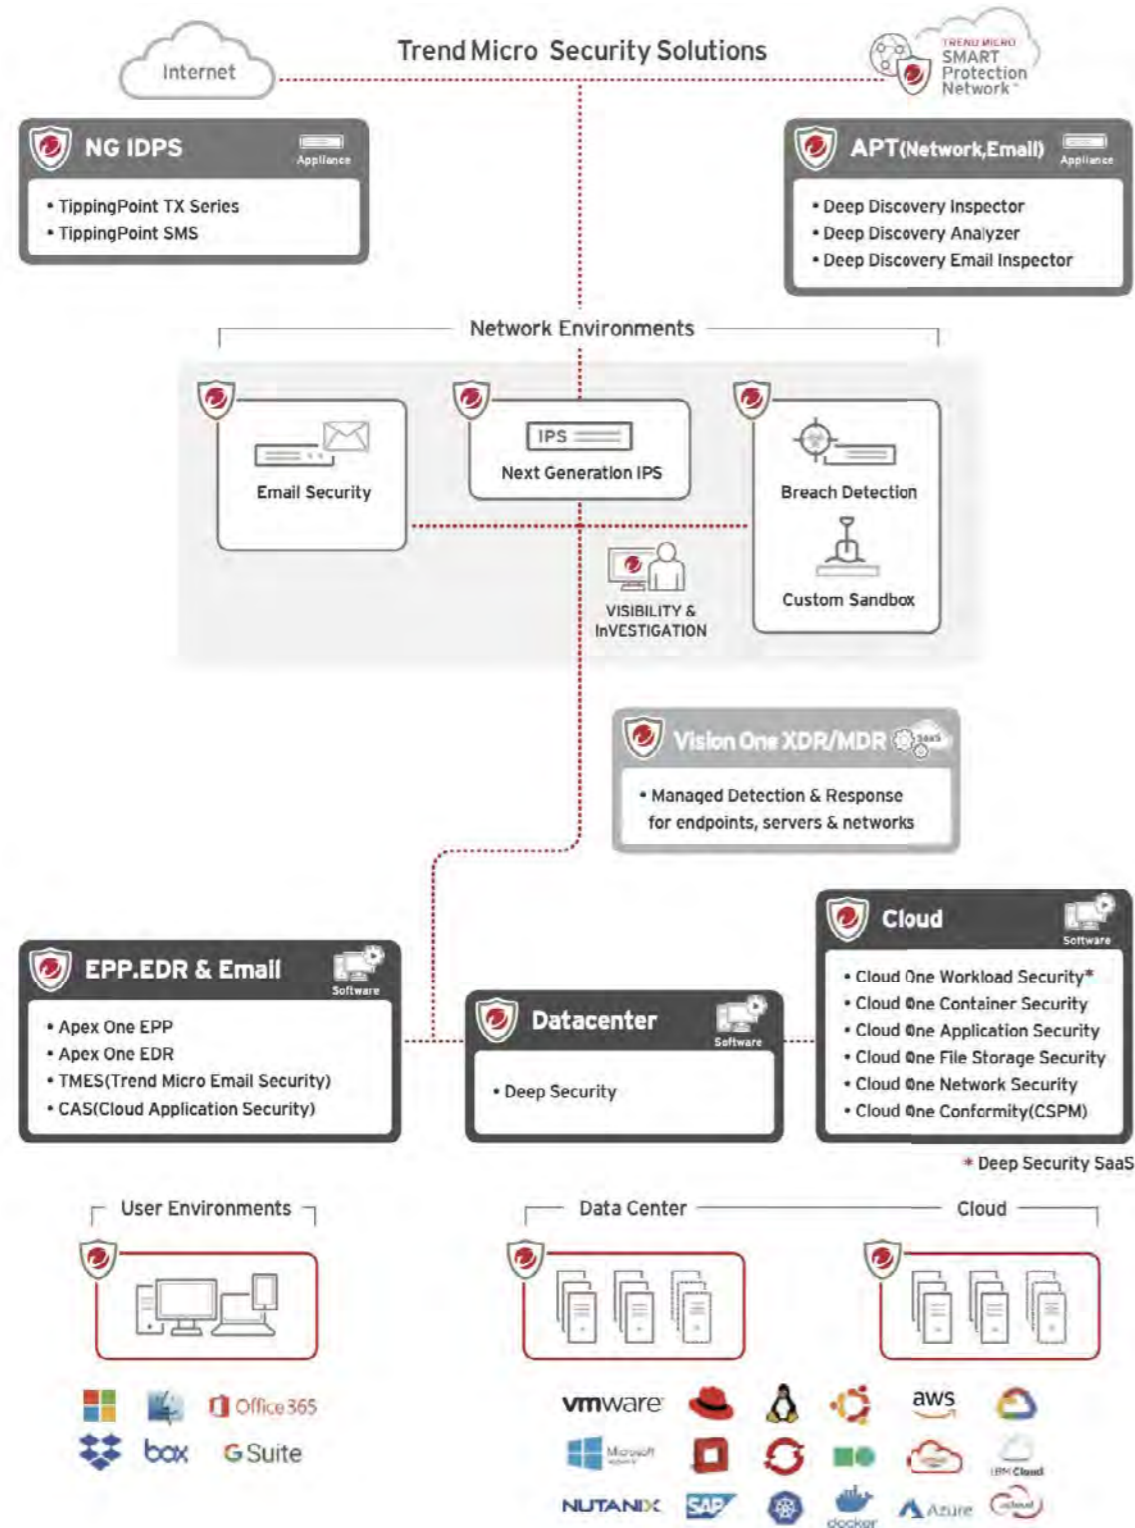 Trend Micro Security Solutions
Internet
TREND MICRO
SMART
Protection
Network™
NG IDPS
Appliance
• TippingPoint TX Series
• TippingPoint SMS
APT(Network,Email)
Appliance
• Deep Discovery Inspector
• Deep Discovery Analyzer
• Deep Discovery Email Inspector
Network Environments
Email Security
IPS
Next Generation IPS
Breach Detection
Custom Sandbox
VISIBILITY &
InVESTIGATION
Vision One XDR/MDR
SaaS
• Managed Detection & Response
for endpoints, servers & networks
EPP.EDR & Email
Software
• Apex One EPP
• Apex One EDR
• TMES(Trend Micro Email Security)
• CAS(Cloud Application Security)
Datacenter
Software
• Deep Security
Cloud
Software
• Cloud One Workload Security*
• Cloud One Container Security
• Cloud One Application Security
• Cloud One File Storage Security
• Cloud One Network Security
• Cloud One Conformity(CSPM)
* Deep Security SaaS
User Environments
Data Center
Cloud
Office 365
box
G Suite
vmware
aws
Microsoft
IBM Cloud
NUTANIX
SAP
docker
Azure